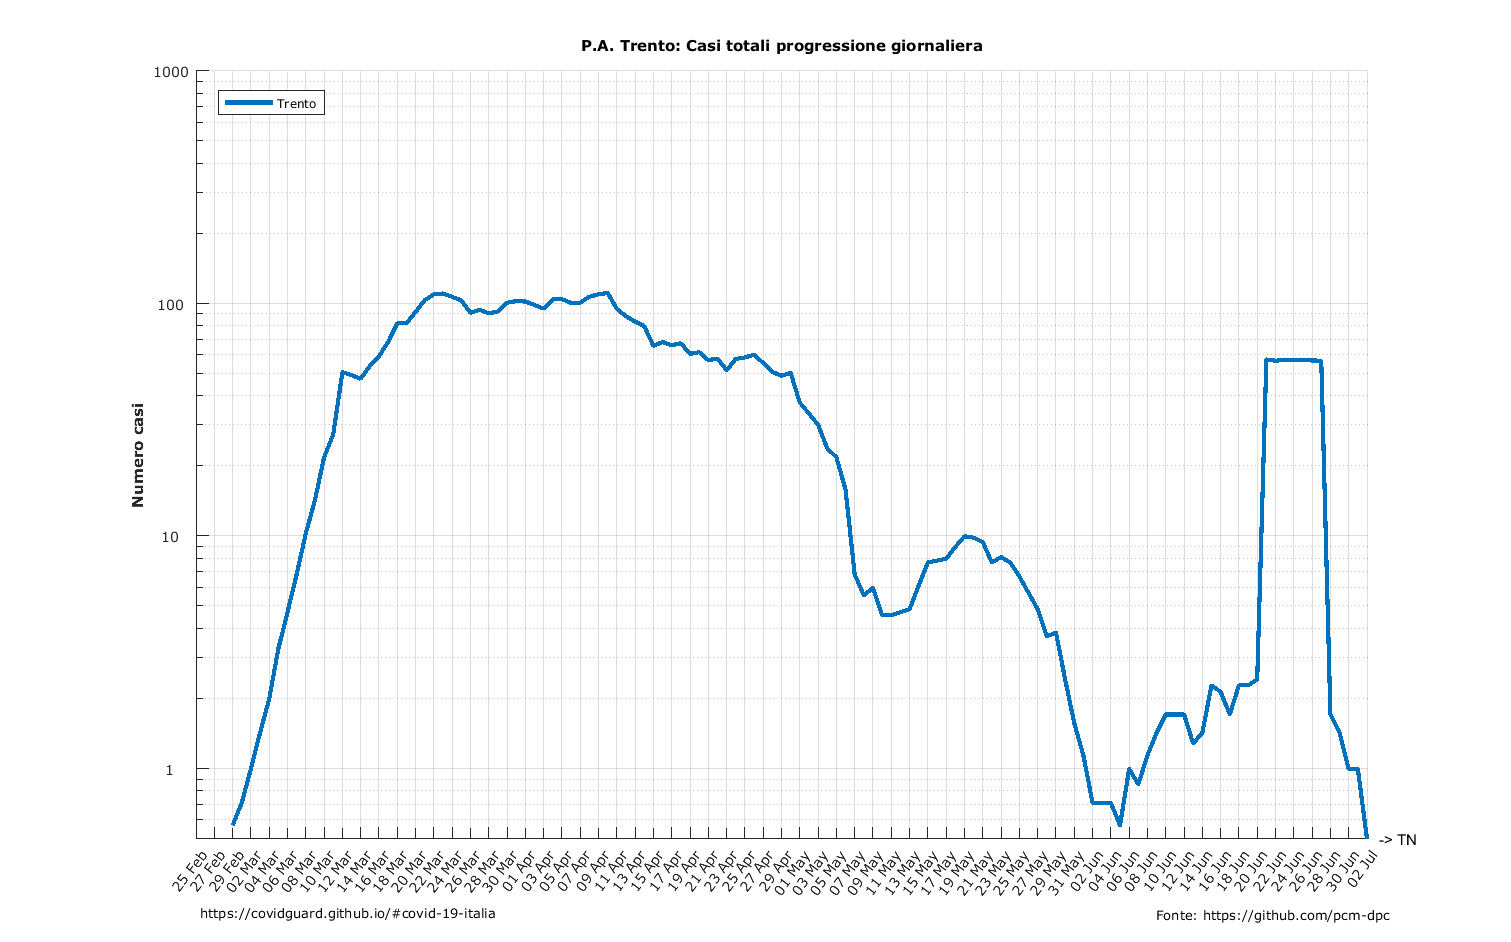 P.A. Trento: Casi totali progressione giornaliera
1000
Trento
100
10
1
Numero casi
-> TN
25 Feb
27 Feb
29 Feb
02 Mar
04 Mar
06 Mar
08 Mar
10 Mar
12 Mar
14 Mar
16 Mar
18 Mar
20 Mar
22 Mar
24 Mar
26 Mar
28 Mar
30 Mar
01 Apr
03 Apr
05 Apr
07 Apr
09 Apr
11 Apr
13 Apr
15 Apr
17 Apr
19 Apr
21 Apr
23 Apr
25 Apr
27 Apr
29 Apr
01 May
03 May
05 May
07 May
09 May
11 May
13 May
15 May
17 May
19 May
21 May
23 May
25 May
27 May
29 May
31 May
02 Jun
04 Jun
06 Jun
08 Jun
10 Jun
12 Jun
14 Jun
16 Jun
18 Jun
20 Jun
22 Jun
24 Jun
26 Jun
28 Jun
30 Jun
02 Jul
https://covidguard.github.io/#covid-19-italia
Fonte: https://github.com/pcm-dpc